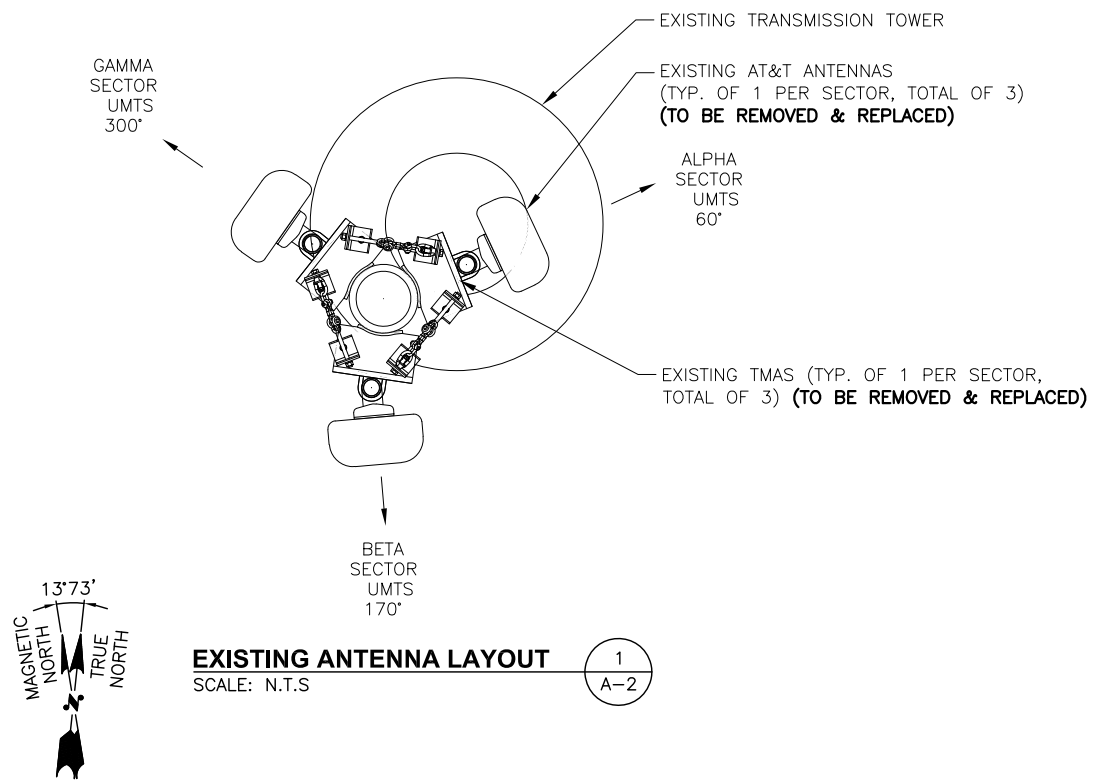 EXISTING TRANSMISSION TOWER
EXISTING AT&T ANTENNAS
(TYP. OF 1 PER SECTOR, TOTAL OF 3)
(TO BE REMOVED & REPLACED)
GAMMA
SECTOR
UMTS
300°
ALPHA
SECTOR
UMTS
60°
EXISTING TMAS (TYP. OF 1 PER SECTOR,
TOTAL OF 3) (TO BE REMOVED & REPLACED)
BETA
SECTOR
UMTS
170°
13°73'
MAGNETIC
NORTH
TRUE
NORTH
N
EXISTING ANTENNA LAYOUT
SCALE: N.T.S
1
A-2